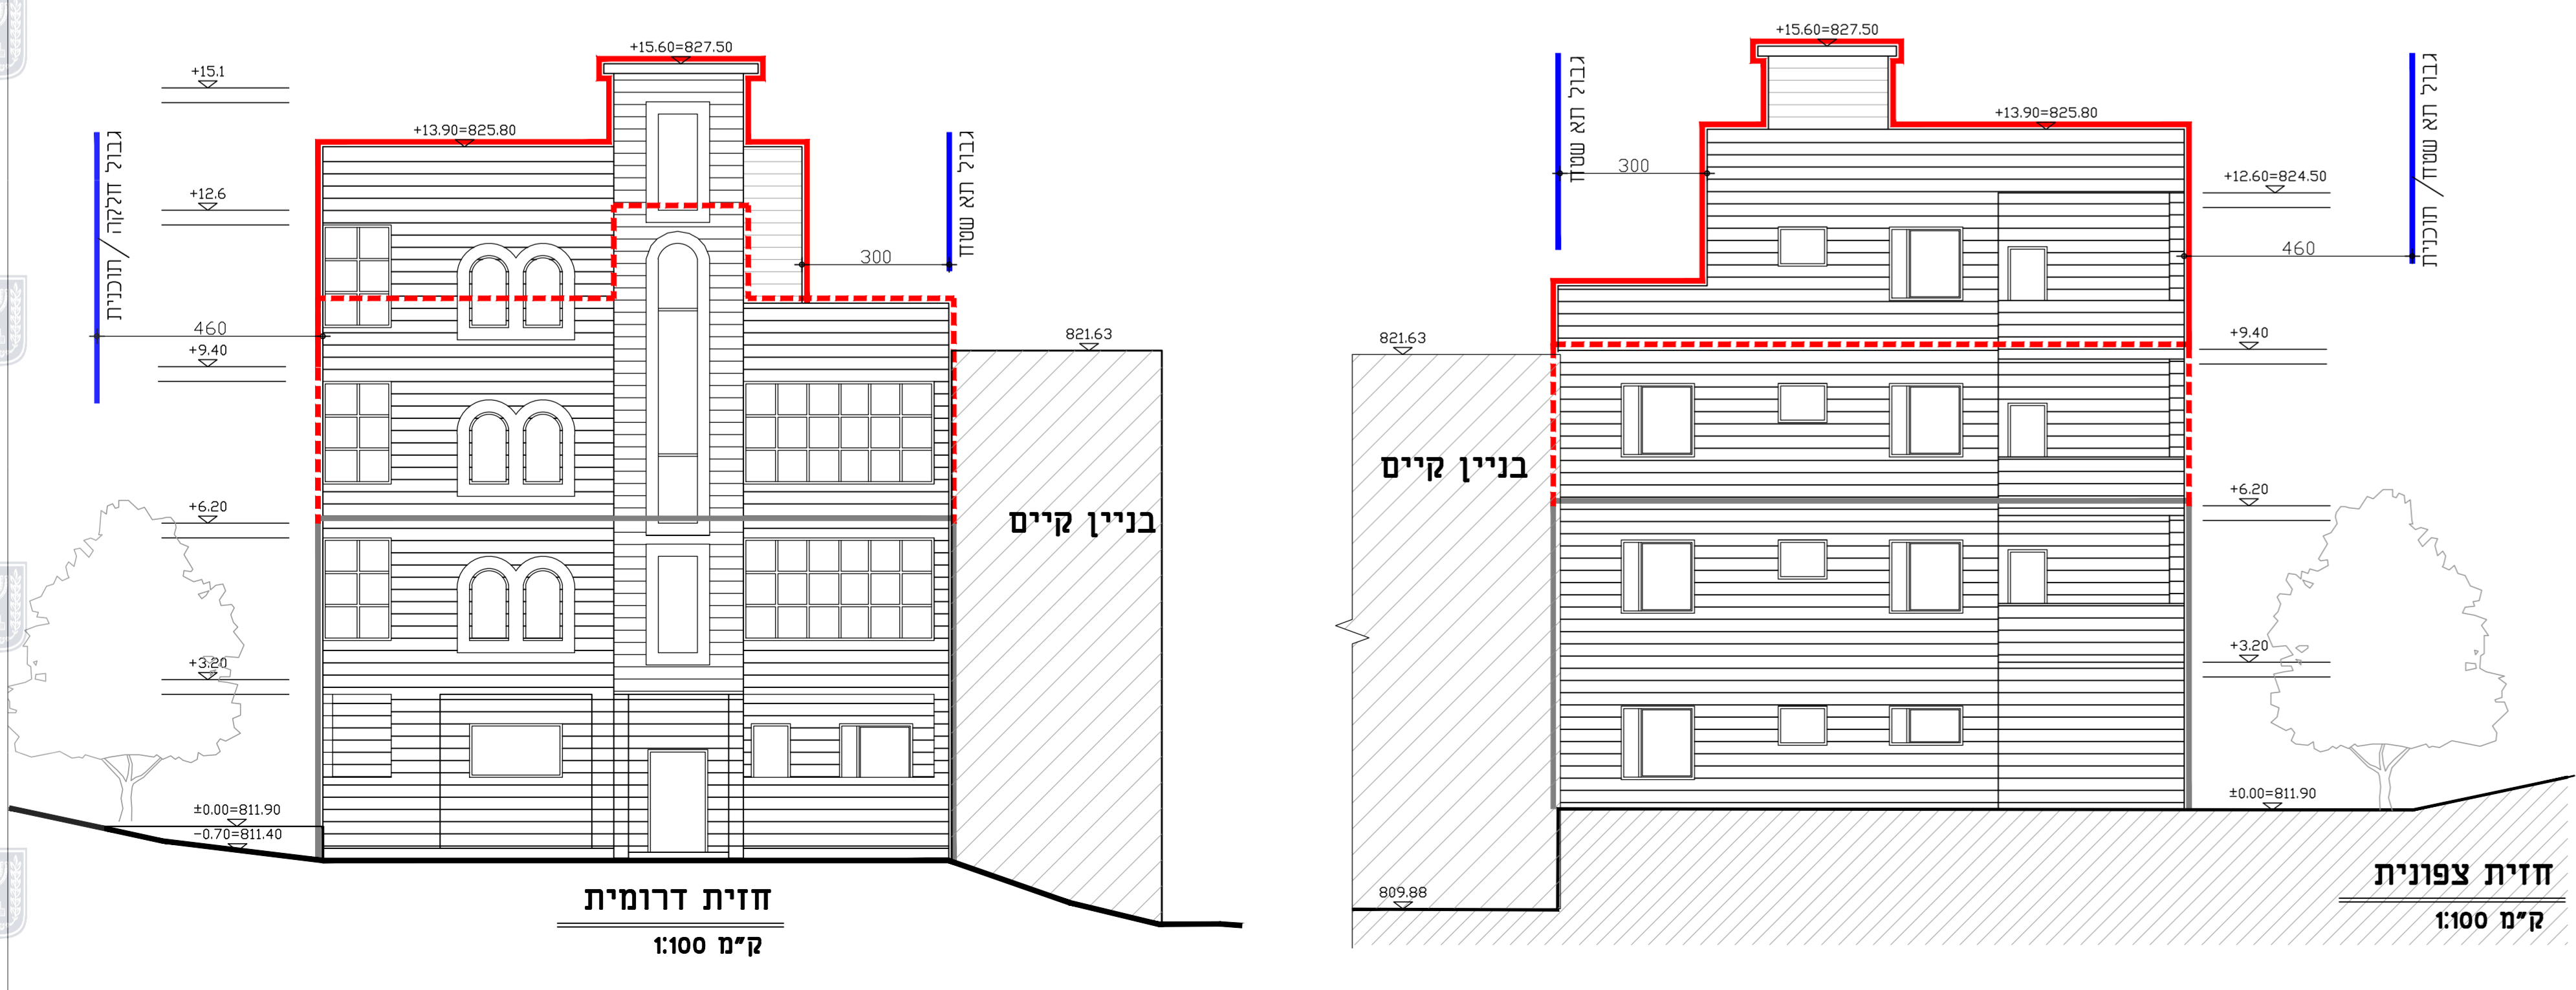 +15.60=827.50
+15.1
+13.90=825.80
גבול חלקה / תוכנית
גבול תא שטח
+12.6
300
460
+9.40
821.63
בניין קיים
+6.20
+3.20
±0.00=811.90
-0.70=811.40
חזית דרומית
ק"מ 1:100
+15.60=827.50
גבול תא שטח
גבול תא שטח / תוכנית
+13.90=825.80
300
+12.60=824.50
460
821.63
+9.40
בניין קיים
+6.20
+3.20
±0.00=811.90
809.88
חזית צפונית
ק"מ 1:100